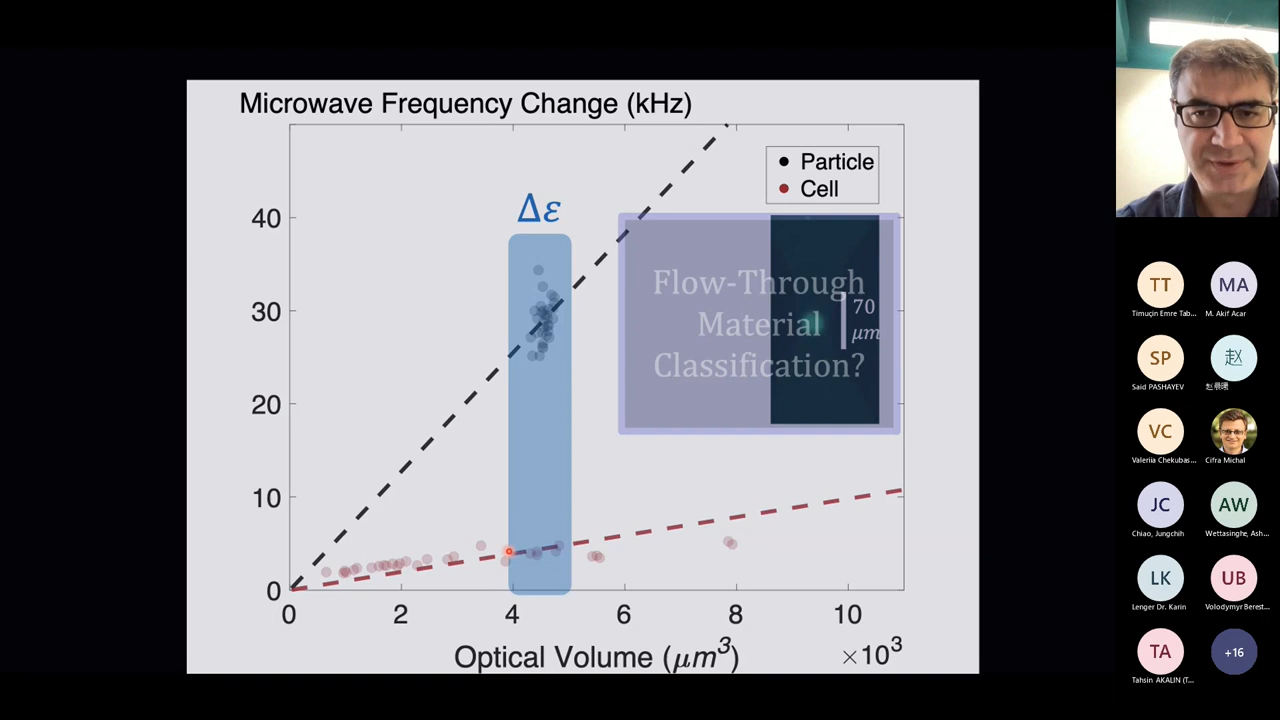 Microwave Frequency Change (kHz)
Particle
Cell
Δε
40
30
20
10
0
Flow-Through
Material
Classification?
70
μm
0
2
4
6
8
10
Optical Volume (μm³)
×10³
TT
Timuçin Emre Tab...
MA
M. Akif Acar
SP
Said PASHAYEV
赵
VC
Valeriia Chekubas...
Cifra Michal
JC
Chiao, Jungchih
AW
Wettasinghe, Ash...
LK
Lenger Dr. Karin
UB
Volodymyr Berest...
TA
Tahsin AKALIN (T...
+16